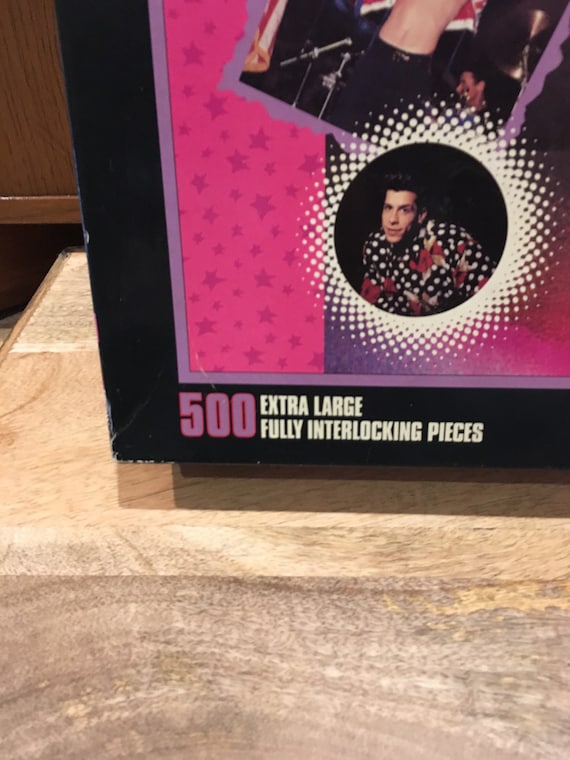 500 EXTRA LARGE
FULLY INTERLOCKING PIECES